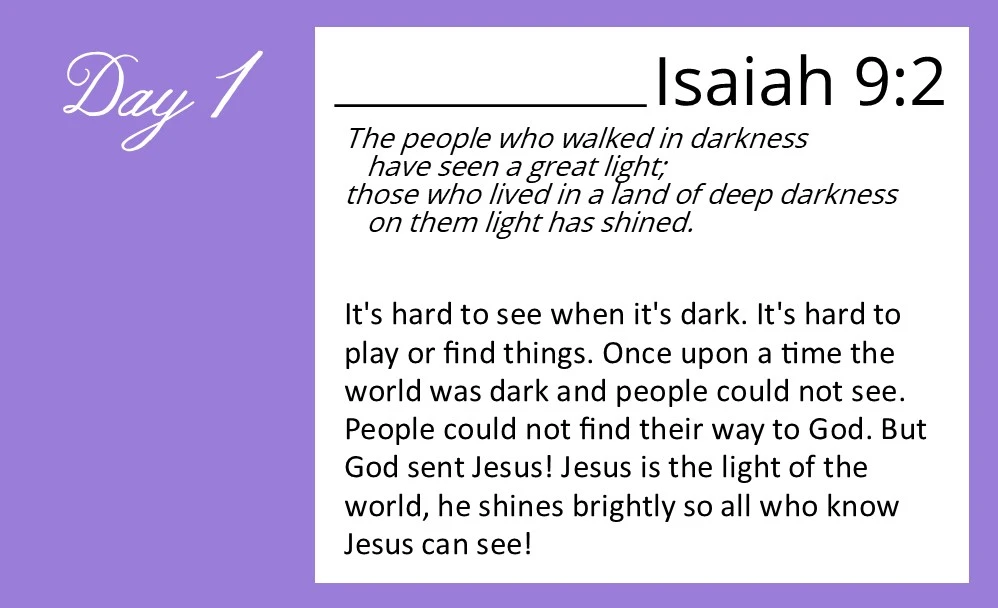 Day 1
Isaiah 9:2
The people who walked in darkness
have seen a great light;
those who lived in a land of deep darkness
on them light has shined.
It's hard to see when it's dark. It's hard to
play or find things. Once upon a time the
world was dark and people could not see.
People could not find their way to God. But
God sent Jesus! Jesus is the light of the
world, he shines brightly so all who know
Jesus can see!